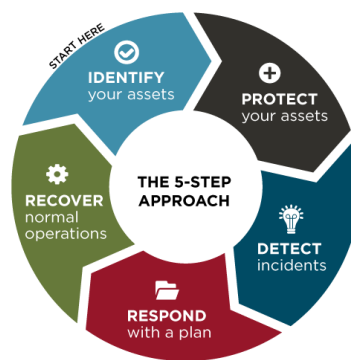 START HERE
IDENTIFY
your assets
PROTECT
your assets
DETECT
incidents
RESPOND
with a plan
RECOVER
normal
operations
THE 5-STEP
APPROACH